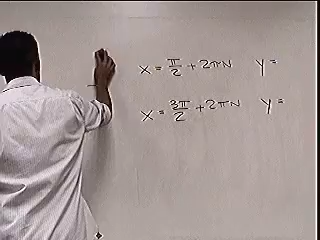 x = π/2 + 2πN y =
x = 3π/2 + 2πN y =